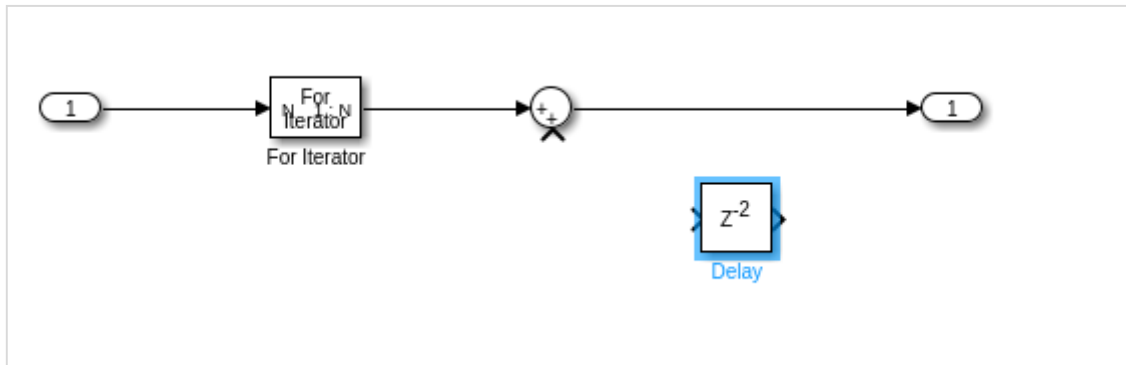 1
For
Iterator
N 1 : N
For Iterator
+
+
1
Z-2
Delay